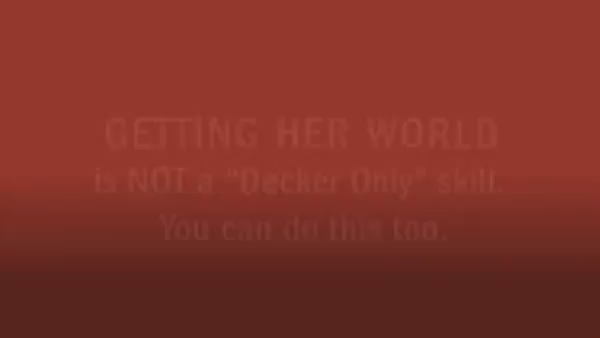 GETTING HER WORLD
is NOT a "Decker Only" skill.
You can do this too.